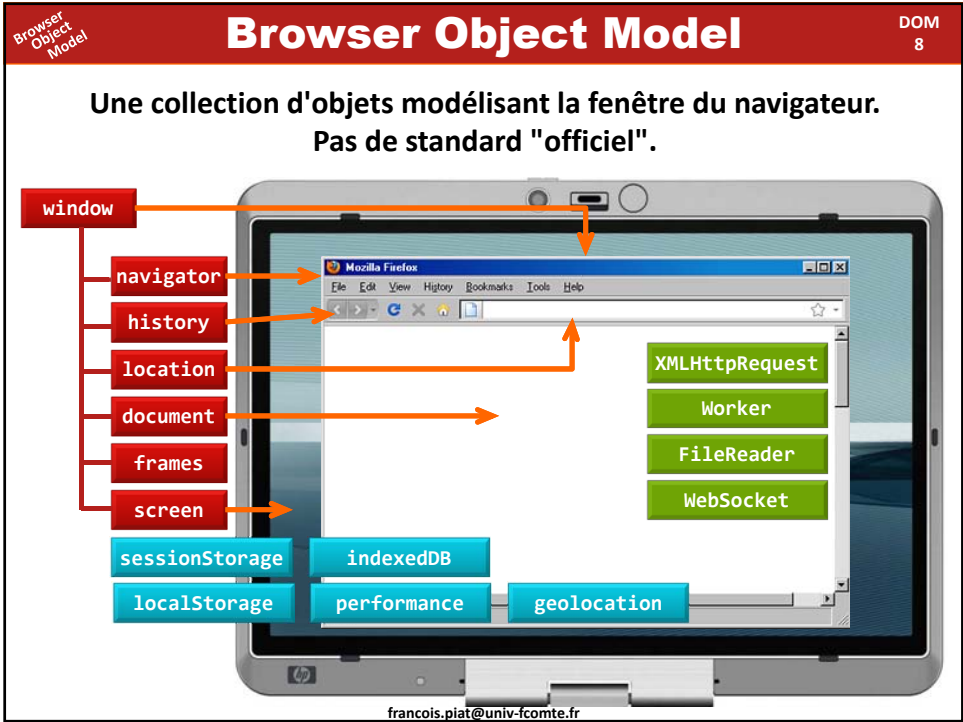 Browser
Object
Model
Browser Object Model
DOM
8
Une collection d'objets modélisant la fenêtre du navigateur.
Pas de standard "officiel".
window
navigator
history
location
document
frames
screen
Mozilla Firefox
File Edit View History Bookmarks Tools Help
XMLHttpRequest
Worker
FileReader
WebSocket
sessionStorage indexedDB
localStorage performance geolocation
hp
francois.piat@univ-fcomte.fr